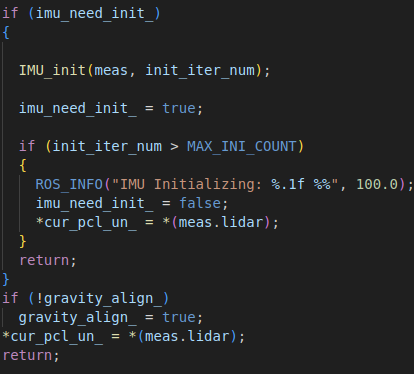 if (imu_need_init_)
{
IMU_init(meas, init_iter_num);
imu_need_init_ = true;
if (init_iter_num > MAX_INI_COUNT)
{
ROS_INFO("IMU Initializing: %.1f %%", 100.0);
imu_need_init_ = false;
*cur_pcl_un_ = *(meas.lidar);
}
return;
}
if (!gravity_align_)
gravity_align_ = true;
*cur_pcl_un_ = *(meas.lidar);
return;